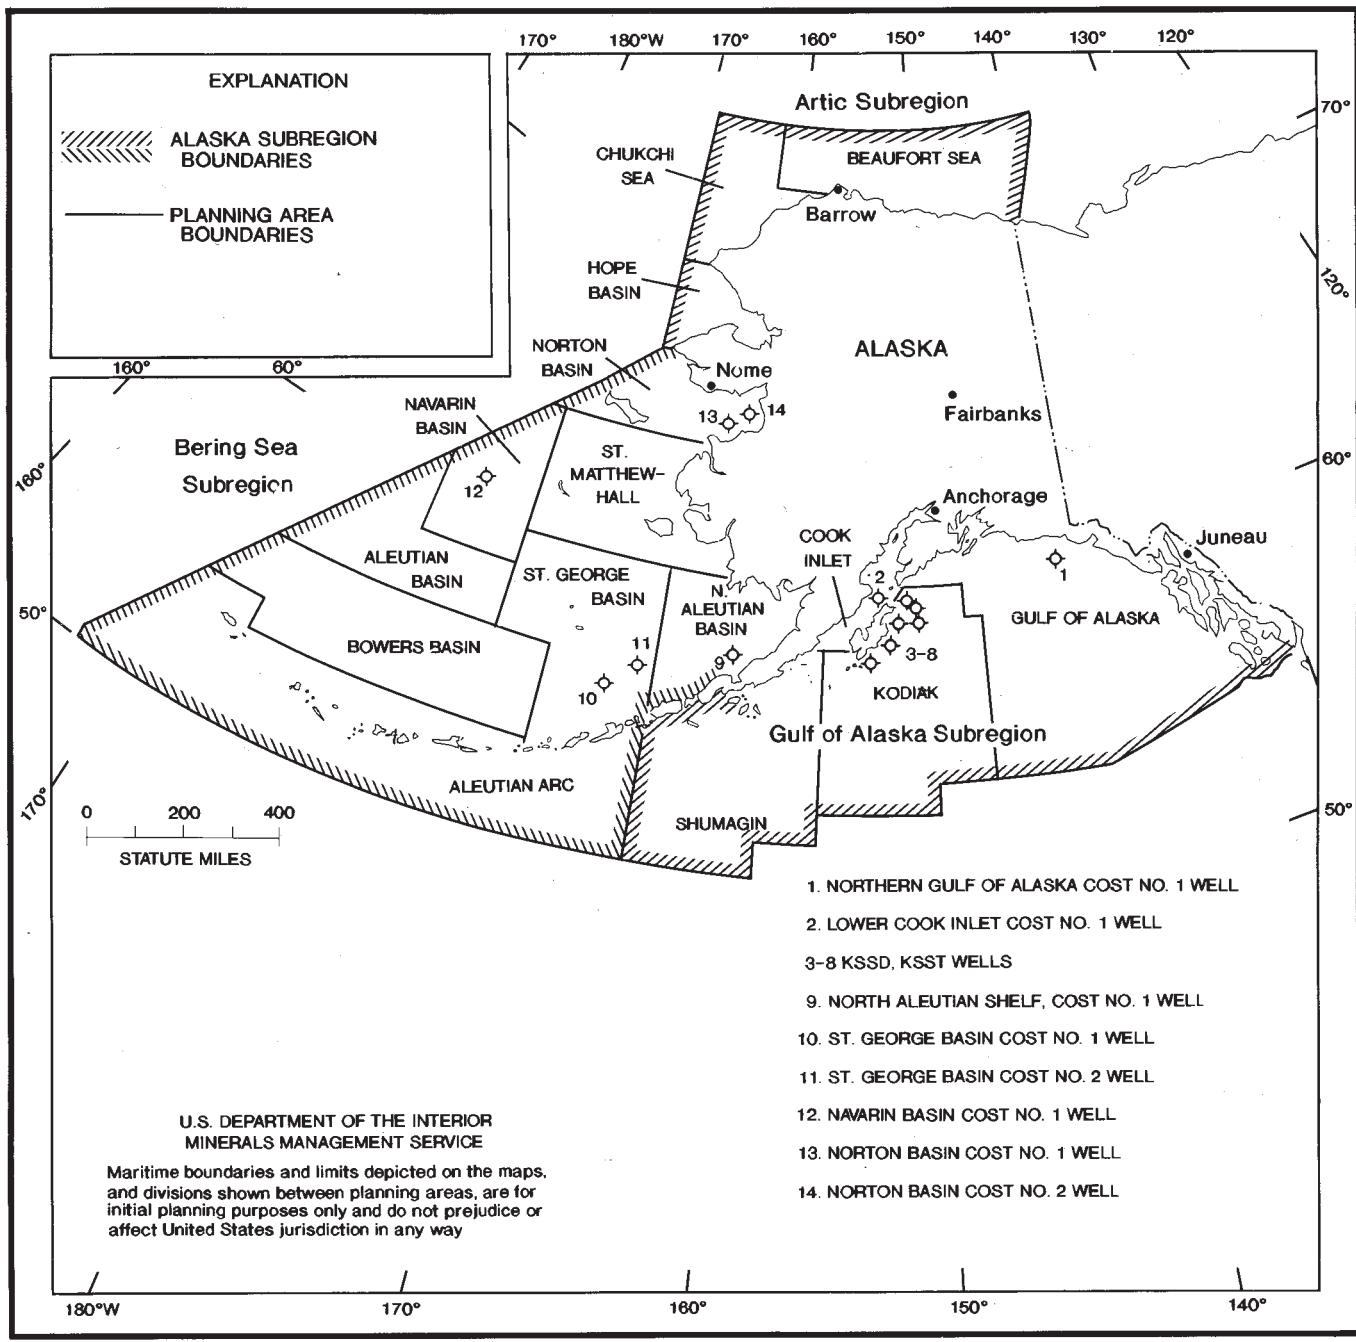 170° 180°W 170° 160° 150° 140° 130° 120°
EXPLANATION
ALASKA SUBREGION
BOUNDARIES
PLANNING AREA
BOUNDARIES
160° 60°
Artic Subregion
70°
CHUKCHI
SEA
BEAUFORT SEA
Barrow
HOPE
BASIN
120°
NORTON
BASIN
ALASKA
Nome
NAVARIN
BASIN
13 14
Fairbanks
Bering Sea
Subregion
160°
12
ST.
MATTHEW-
HALL
60°
Anchorage
COOK
INLET
Juneau
ALEUTIAN
BASIN
ST. GEORGE
BASIN
2
1
N.
ALEUTIAN
BASIN
50°
GULF OF ALASKA
BOWERS BASIN
11
9
3-8
10
KODIAK
Gulf of Alaska Subregion
170°
ALEUTIAN ARC
0 200 400
STATUTE MILES
SHUMAGIN
50°
1. NORTHERN GULF OF ALASKA COST NO. 1 WELL
2. LOWER COOK INLET COST NO. 1 WELL
3-8 KSSD, KSST WELLS
9. NORTH ALEUTIAN SHELF, COST NO. 1 WELL
10. ST. GEORGE BASIN COST NO. 1 WELL
11. ST. GEORGE BASIN COST NO. 2 WELL
12. NAVARIN BASIN COST NO. 1 WELL
13. NORTON BASIN COST NO. 1 WELL
14. NORTON BASIN COST NO. 2 WELL
U.S. DEPARTMENT OF THE INTERIOR
MINERALS MANAGEMENT SERVICE
Maritime boundaries and limits depicted on the maps,
and divisions shown between planning areas, are for
initial planning purposes only and do not prejudice or
affect United States jurisdiction in any way
180°W 170° 160° 150° 140°